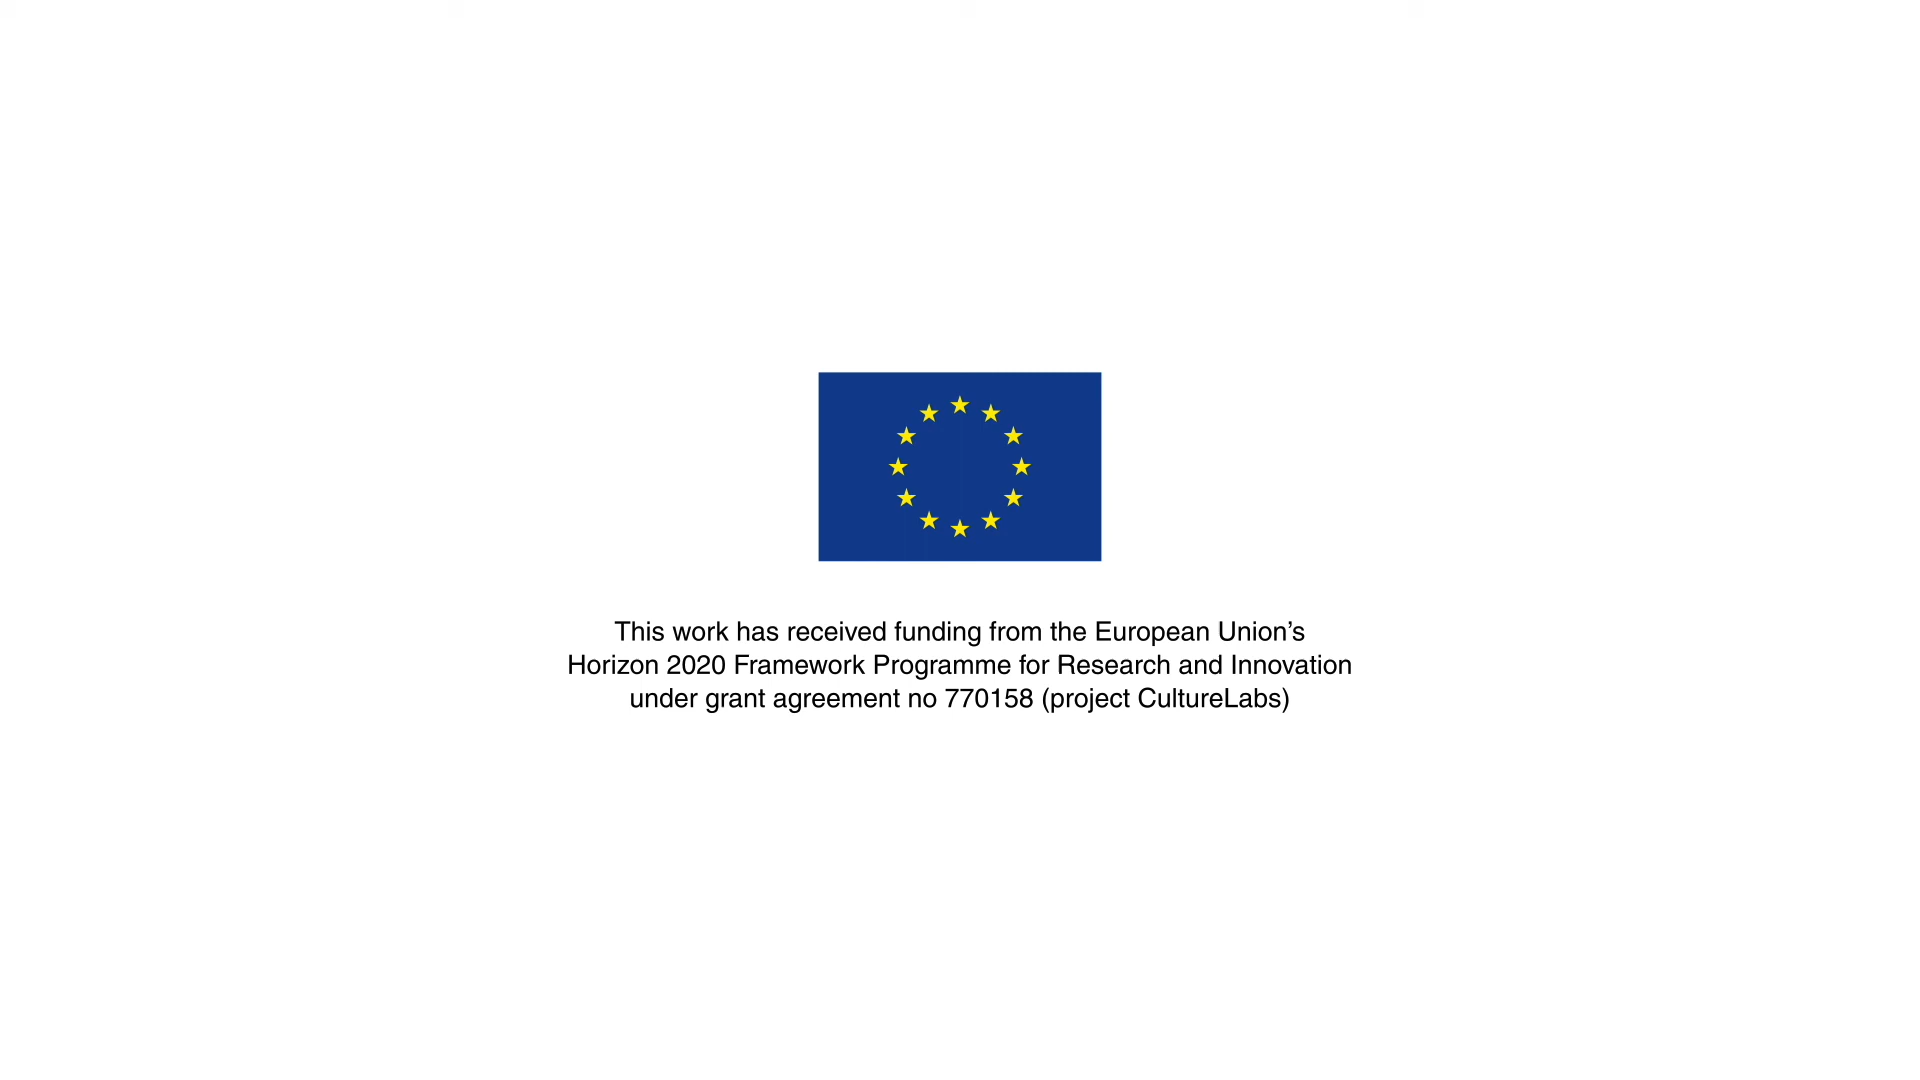 This work has received funding from the European Union’s
Horizon 2020 Framework Programme for Research and Innovation
under grant agreement no 770158 (project CultureLabs)